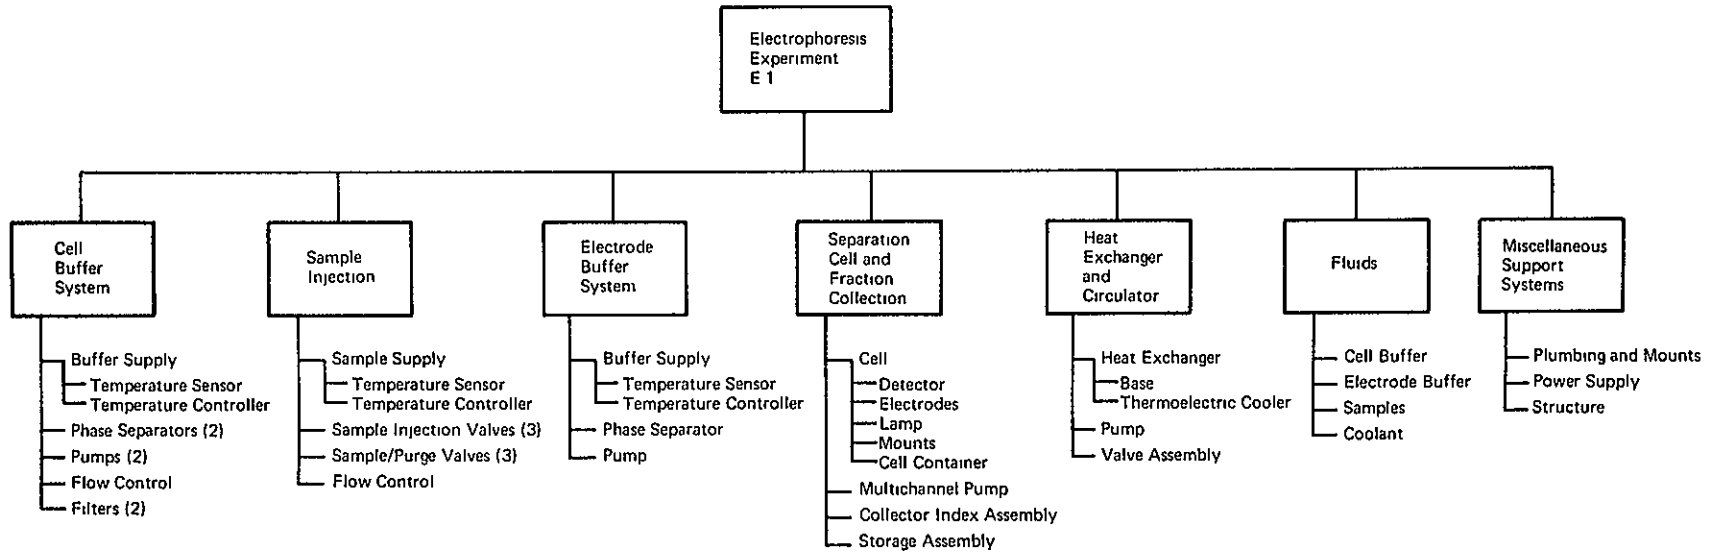 Electrophoresis
Experiment
E 1
Cell
Buffer
System
Buffer Supply
Temperature Sensor
Temperature Controller
Phase Separators (2)
Pumps (2)
Flow Control
Filters (2)
Sample
Injection
Sample Supply
Temperature Sensor
Temperature Controller
Sample Injection Valves (3)
Sample/Purge Valves (3)
Flow Control
Electrode
Buffer
System
Buffer Supply
Temperature Sensor
Temperature Controller
Phase Separator
Pump
Separation
Cell and
Fraction
Collection
Cell
Detector
Electrodes
Lamp
Mounts
Cell Container
Multichannel Pump
Collector Index Assembly
Storage Assembly
Heat
Exchanger
and
Circulator
Heat Exchanger
Base
Thermoelectric Cooler
Pump
Valve Assembly
Fluids
Cell Buffer
Electrode Buffer
Samples
Coolant
Miscellaneous
Support
Systems
Plumbing and Mounts
Power Supply
Structure